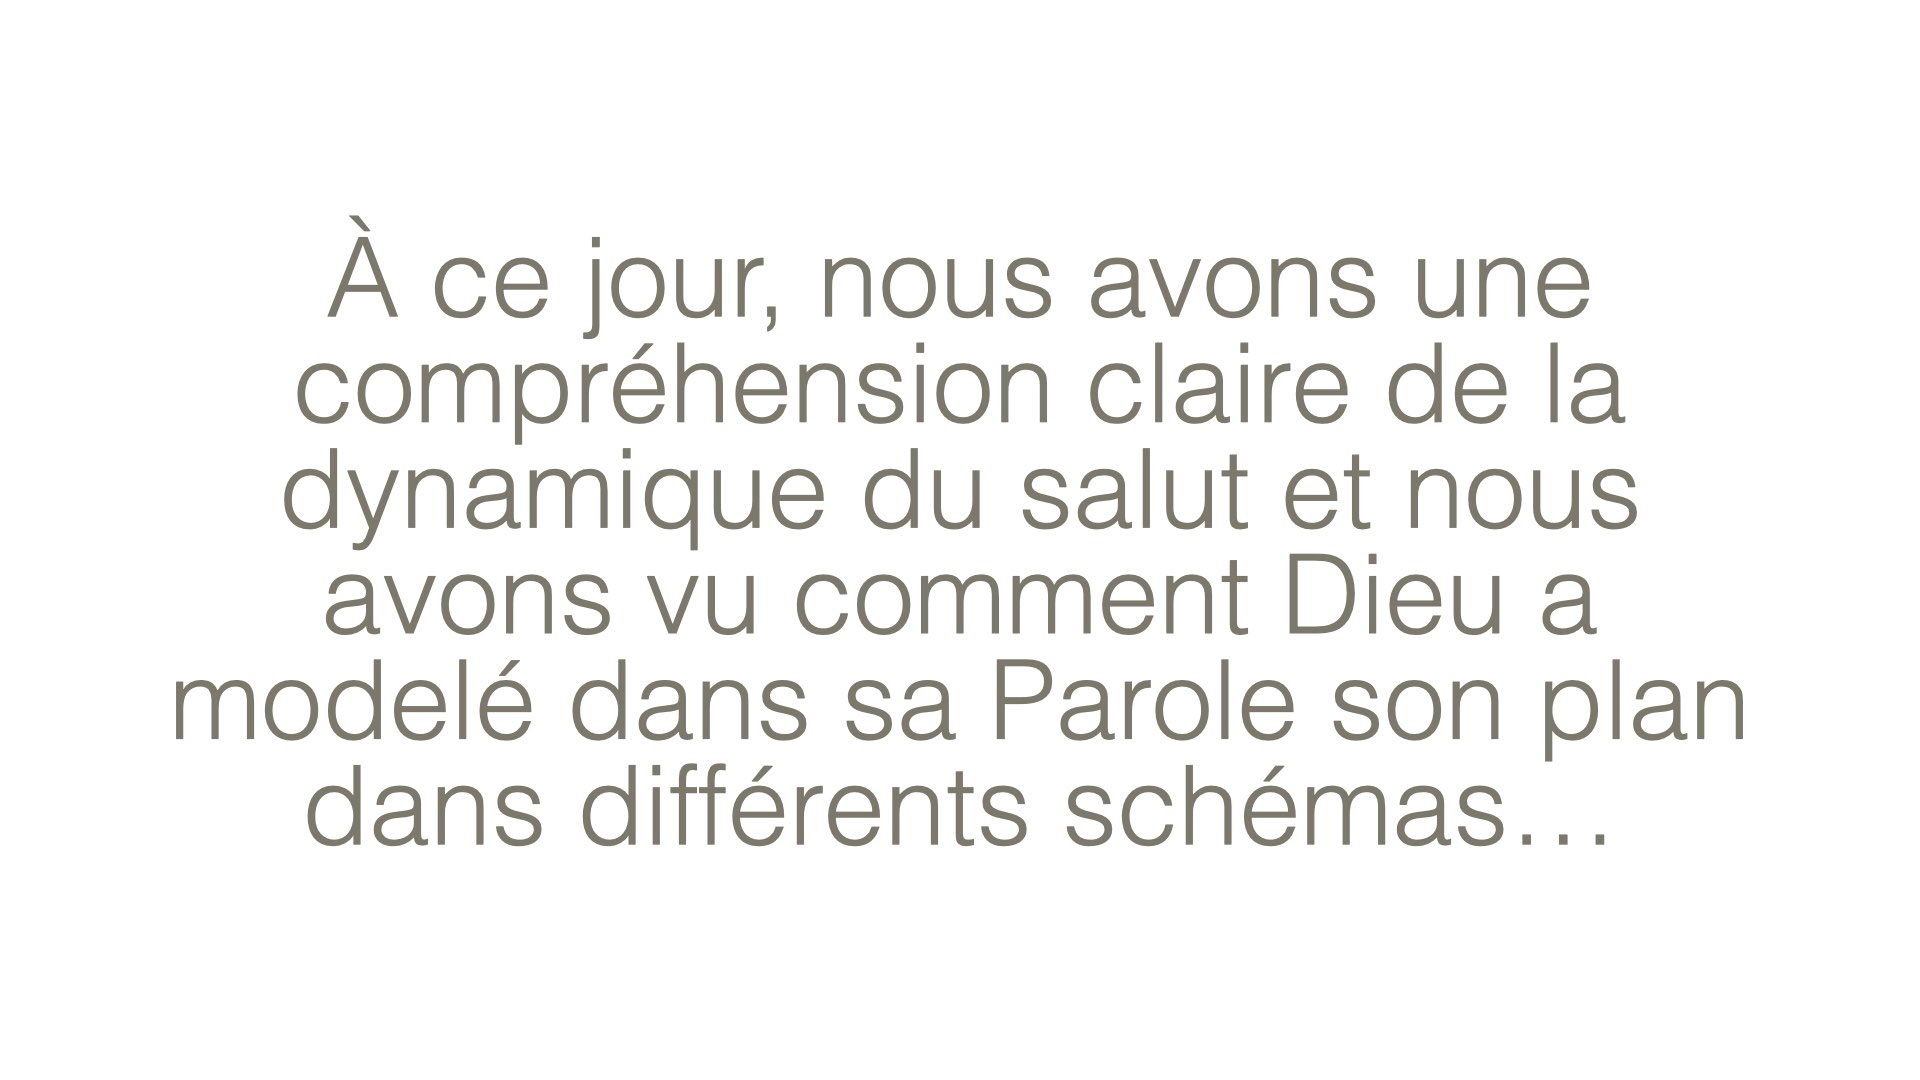 À ce jour, nous avons une
compréhension claire de la
dynamique du salut et nous
avons vu comment Dieu a
modelé dans sa Parole son plan
dans différents schémas…